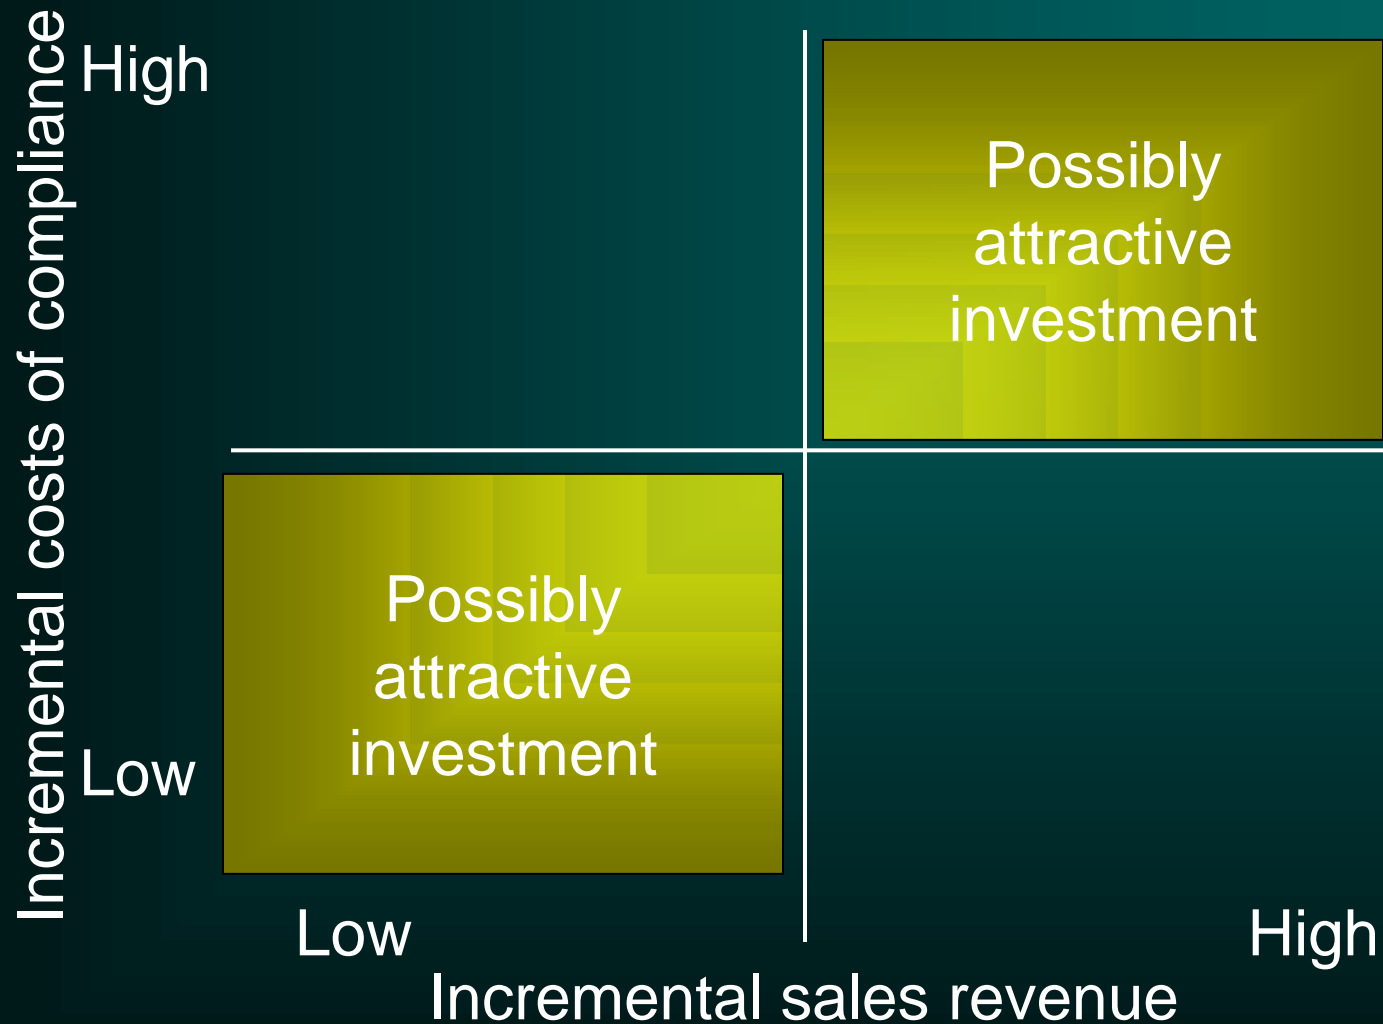 Incremental costs of compliance
High
Possibly
attractive
investment
Possibly
attractive
investment
Low
Low
High
Incremental sales revenue